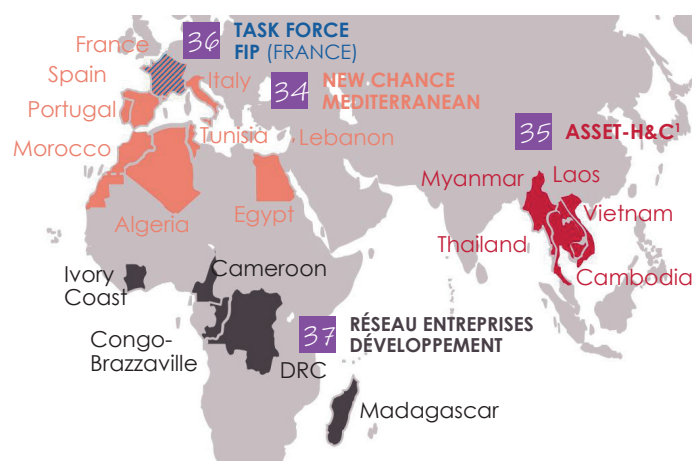 36
TASK FORCE
FIP (FRANCE)
France
Spain
Italy
34
NEW CHANCE
MEDITERRANEAN
Portugal
Tunisia
Lebanon
35
ASSET-H&C¹
Morocco
Myanmar
Laos
Algeria
Egypt
Vietnam
Thailand
Cambodia
Ivory
Coast
Cameroon
37
RÉSEAU ENTREPRISES
DÉVELOPPEMENT
Congo-
Brazzaville
DRC
Madagascar